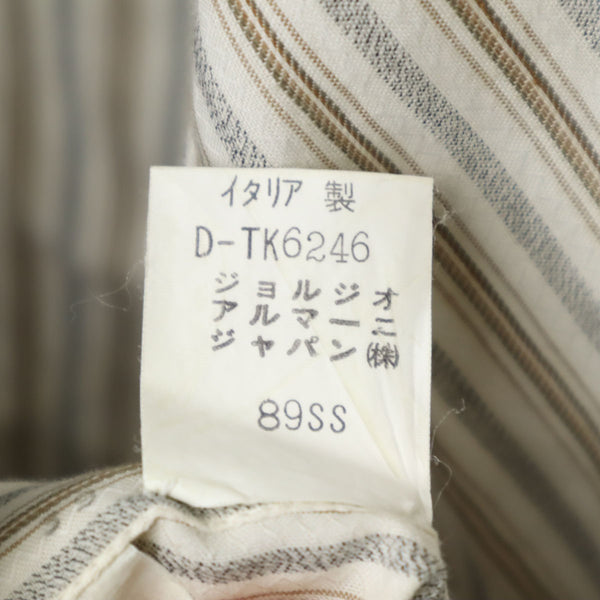 イタリア 製
D-TK6246
ジョルジオ
アルマーニ
ジャパン㈱
89SS